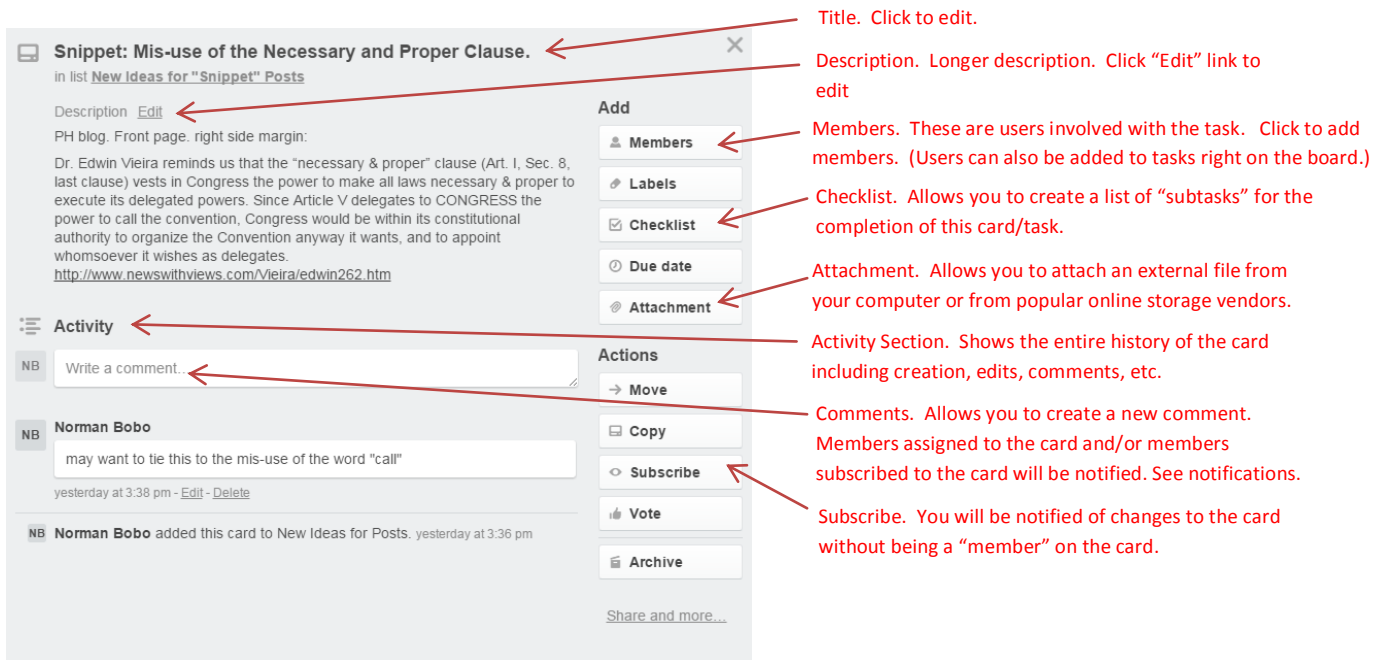 Snippet: Mis-use of the Necessary and Proper Clause.
in list New Ideas for "Snippet" Posts
Description Edit
PH blog. Front page. right side margin:
Dr. Edwin Vieira reminds us that the “necessary & proper” clause (Art. I, Sec. 8,
last clause) vests in Congress the power to make all laws necessary & proper to
execute its delegated powers. Since Article V delegates to CONGRESS the
power to call the convention, Congress would be within its constitutional
authority to organize the Convention anyway it wants, and to appoint
whomsoever it wishes as delegates.
http://www.newswithviews.com/Vieira/edwin262.htm
Activity
NB
Write a comment...
NB
Norman Bobo
may want to tie this to the mis-use of the word "call"
yesterday at 3:38 pm - Edit - Delete
NB Norman Bobo added this card to New Ideas for Posts. yesterday at 3:36 pm
Add
Members
Labels
Checklist
Due date
Attachment
Actions
Move
Copy
Subscribe
Vote
Archive
Share and more...
Title. Click to edit.
Description. Longer description. Click “Edit” link to
edit
Members. These are users involved with the task. Click to add
members. (Users can also be added to tasks right on the board.)
Checklist. Allows you to create a list of “subtasks” for the
completion of this card/task.
Attachment. Allows you to attach an external file from
your computer or from popular online storage vendors.
Activity Section. Shows the entire history of the card
including creation, edits, comments, etc.
Comments. Allows you to create a new comment.
Members assigned to the card and/or members
subscribed to the card will be notified. See notifications.
Subscribe. You will be notified of changes to the card
without being a “member” on the card.